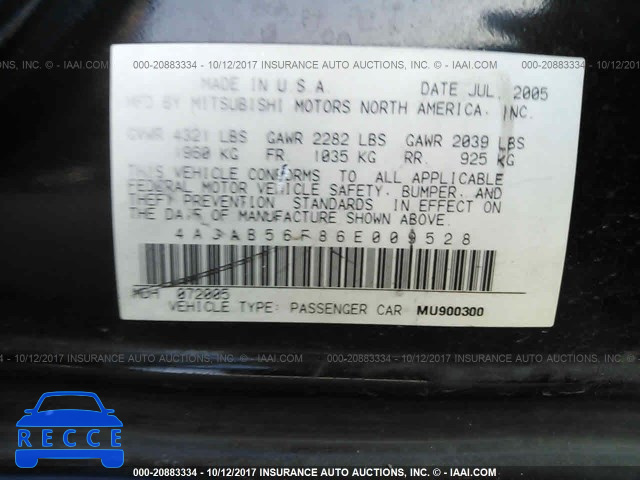 #20-20883334 - 10/12/2017 INSURANCE AUTO AUCTIONS, INC. - © IAAI.COM
MADE IN U.S.A. DATE JUL, 2005
MFD BY MITSUBISHI MOTORS NORTH AMERICA, INC.
GVWR 4321 LBS GAWR 2282 LBS GAWR 2039 LBS
1960 KG FR. 1035 KG RR. 925 KG
THIS VEHICLE CONFORMS TO ALL APPLICABLE
FEDERAL MOTOR VEHICLE SAFETY, BUMPER, AND
THEFT PREVENTION STANDARDS IN EFFECT ON
THE DATE OF MANUFACTURE SHOWN ABOVE.
4A3AB56F86E009528
MDH 072005
VEHICLE TYPE: PASSENGER CAR MU900300
000-20883334 - 10/12/2017 INSURANCE AUTO AUCTIONS, INC. - © IAAI.COM
RECCE
000-20883334 - 10/12/2017 INSURANCE AUTO AUCTIONS, INC. - © IAAI.COM